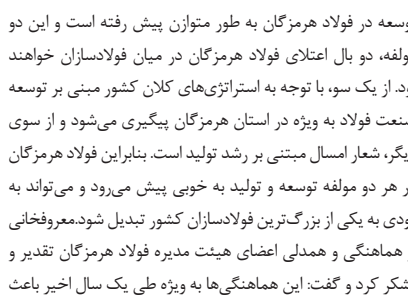 وسعه در فولاد هرمزگان به طور متوازن پیش رفته است و این دو
ولفه، دو بال اعتلای فولاد هرمزگان در میان فولادسازان خواهند
ود. از یک سو، با توجه به استراتژی‌های کلان کشور مبنی بر توسعه
صنعت فولاد به ویژه در استان هرمزگان پیگیری می‌شود و از سوی
یگر، شعار امسال مبتنی بر رشد تولید است. بنابراین فولاد هرمزگان
ر هر دو مولفه توسعه و تولید به خوبی پیش می‌رود و می‌تواند به
ودی به یکی از بزرگ‌ترین فولادسازان کشور تبدیل شود.معروفخانی
هماهنگی و همدلی اعضای هیئت مدیره فولاد هرمزگان تقدیر و
شکر کرد و گفت: این هماهنگی‌ها به ویژه طی یک سال اخیر باعث